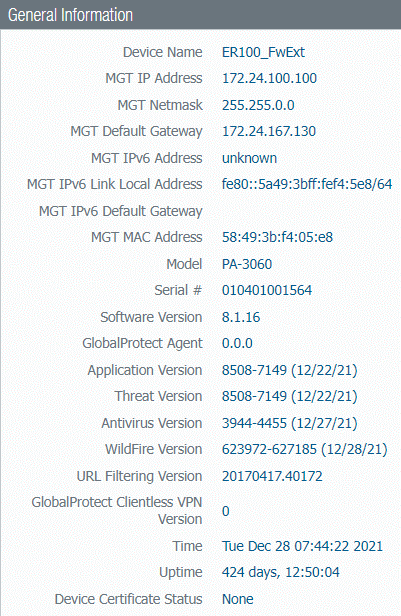 General Information
Device Name ER100_FwExt
MGT IP Address 172.24.100.100
MGT Netmask 255.255.0.0
MGT Default Gateway 172.24.167.130
MGT IPv6 Address unknown
MGT IPv6 Link Local Address fe80::5a49:3bff:fef4:5e8/64
MGT IPv6 Default Gateway
MGT MAC Address 58:49:3b:f4:05:e8
Model PA-3060
Serial # 010401001564
Software Version 8.1.16
GlobalProtect Agent 0.0.0
Application Version 8508-7149 (12/22/21)
Threat Version 8508-7149 (12/22/21)
Antivirus Version 3944-4455 (12/27/21)
WildFire Version 623972-627185 (12/28/21)
URL Filtering Version 20170417.40172
GlobalProtect Clientless VPN
Version 0
Time Tue Dec 28 07:44:22 2021
Uptime 424 days, 12:50:04
Device Certificate Status None